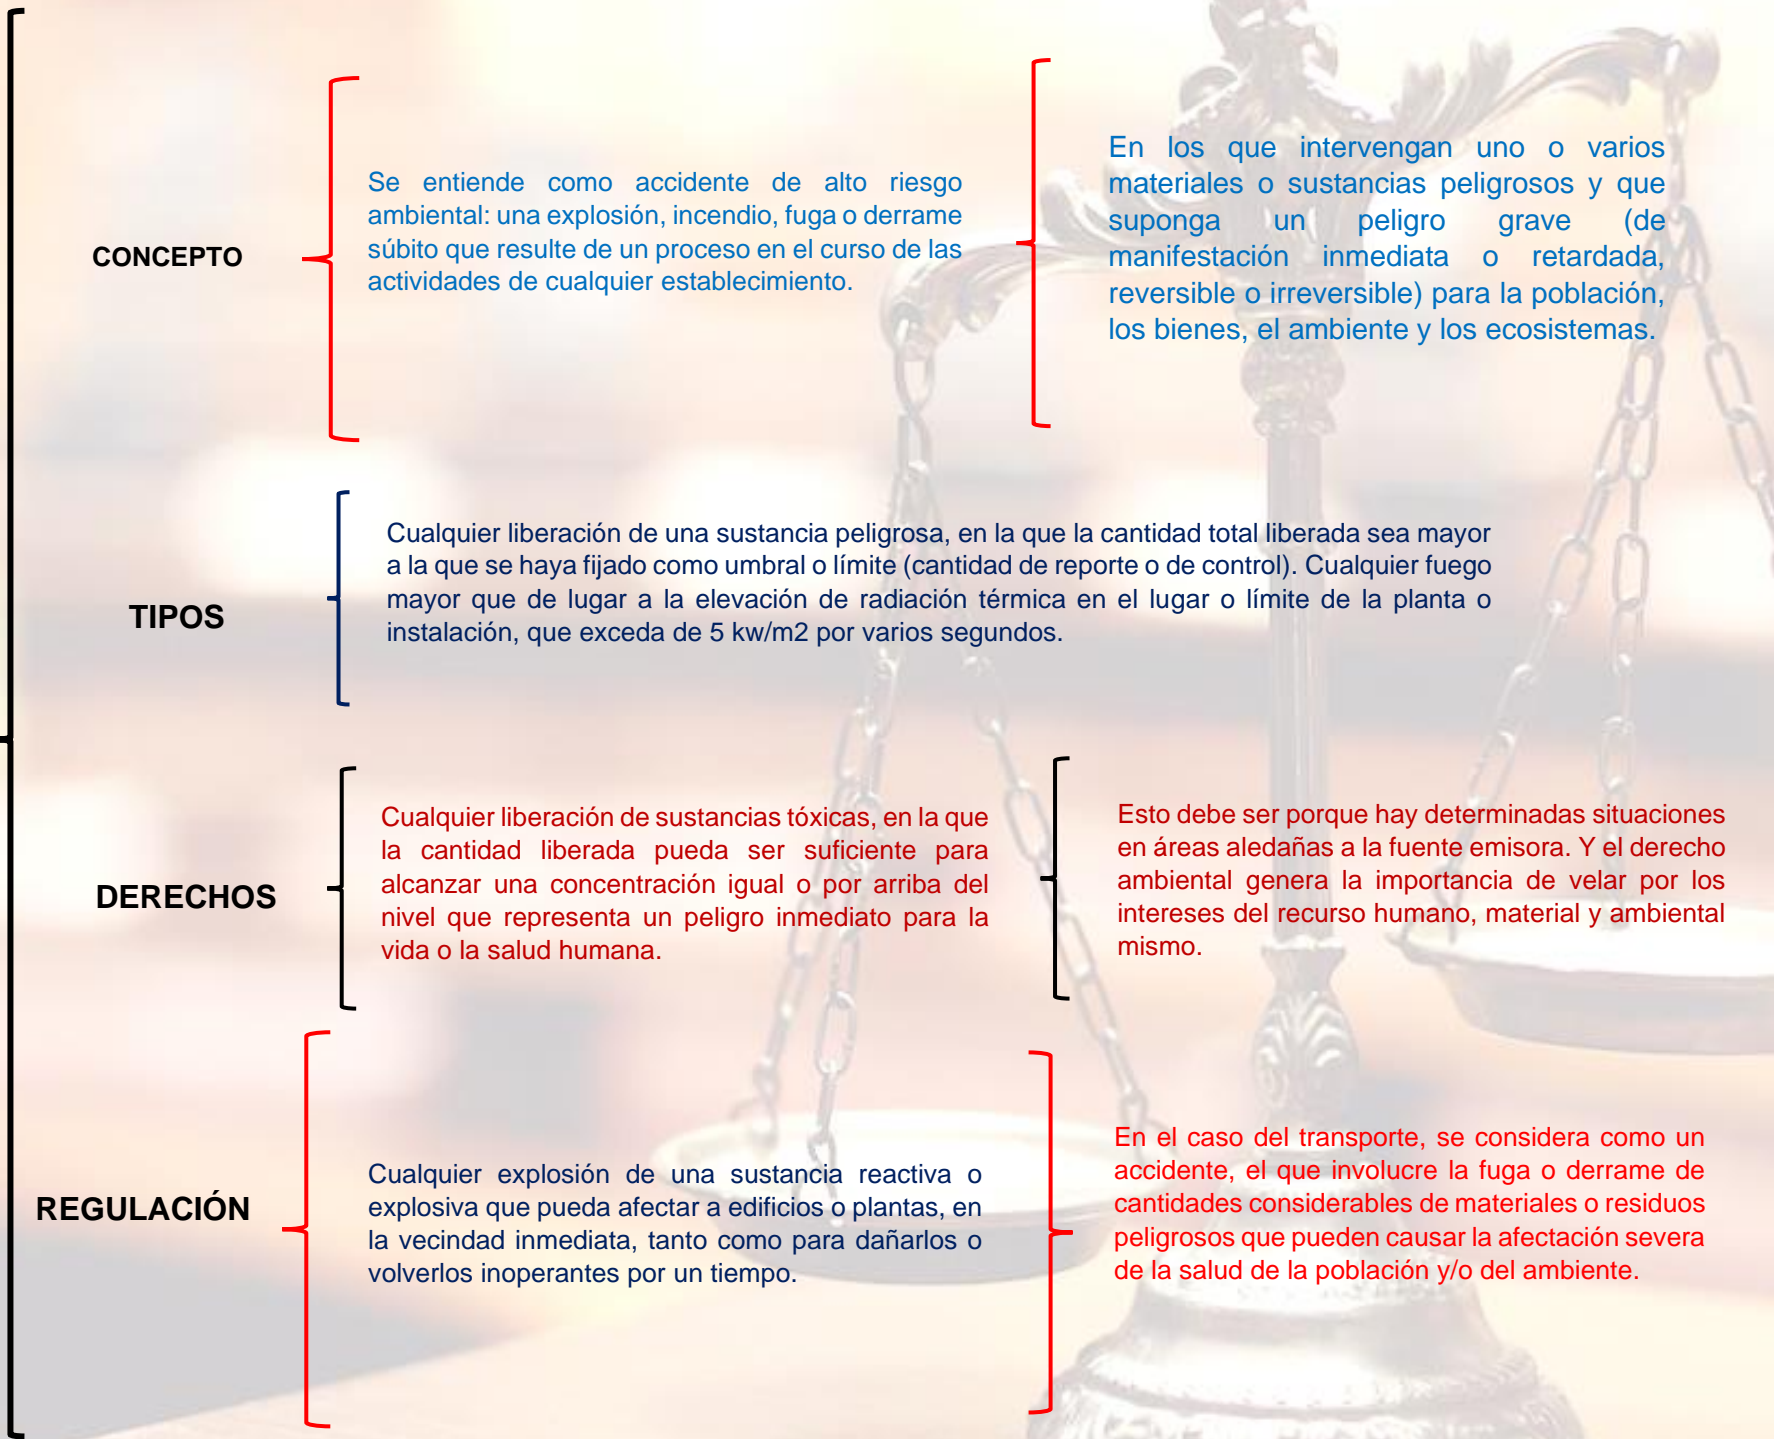 CONCEPTO
Se entiende como accidente de alto riesgo
ambiental: una explosión, incendio, fuga o derrame
súbito que resulte de un proceso en el curso de las
actividades de cualquier establecimiento.
En los que intervengan uno o varios
materiales o sustancias peligrosos y que
suponga un peligro grave (de
manifestación inmediata o retardada,
reversible o irreversible) para la población,
los bienes, el ambiente y los ecosistemas.
TIPOS
Cualquier liberación de una sustancia peligrosa, en la que la cantidad total liberada sea mayor
a la que se haya fijado como umbral o límite (cantidad de reporte o de control). Cualquier fuego
mayor que de lugar a la elevación de radiación térmica en el lugar o límite de la planta o
instalación, que exceda de 5 kw/m2 por varios segundos.
DERECHOS
Cualquier liberación de sustancias tóxicas, en la que
la cantidad liberada pueda ser suficiente para
alcanzar una concentración igual o por arriba del
nivel que representa un peligro inmediato para la
vida o la salud humana.
Esto debe ser porque hay determinadas situaciones
en áreas aledañas a la fuente emisora. Y el derecho
ambiental genera la importancia de velar por los
intereses del recurso humano, material y ambiental
mismo.
REGULACIÓN
Cualquier explosión de una sustancia reactiva o
explosiva que pueda afectar a edificios o plantas, en
la vecindad inmediata, tanto como para dañarlos o
volverlos inoperantes por un tiempo.
En el caso del transporte, se considera como un
accidente, el que involucre la fuga o derrame de
cantidades considerables de materiales o residuos
peligrosos que pueden causar la afectación severa
de la salud de la población y/o del ambiente.